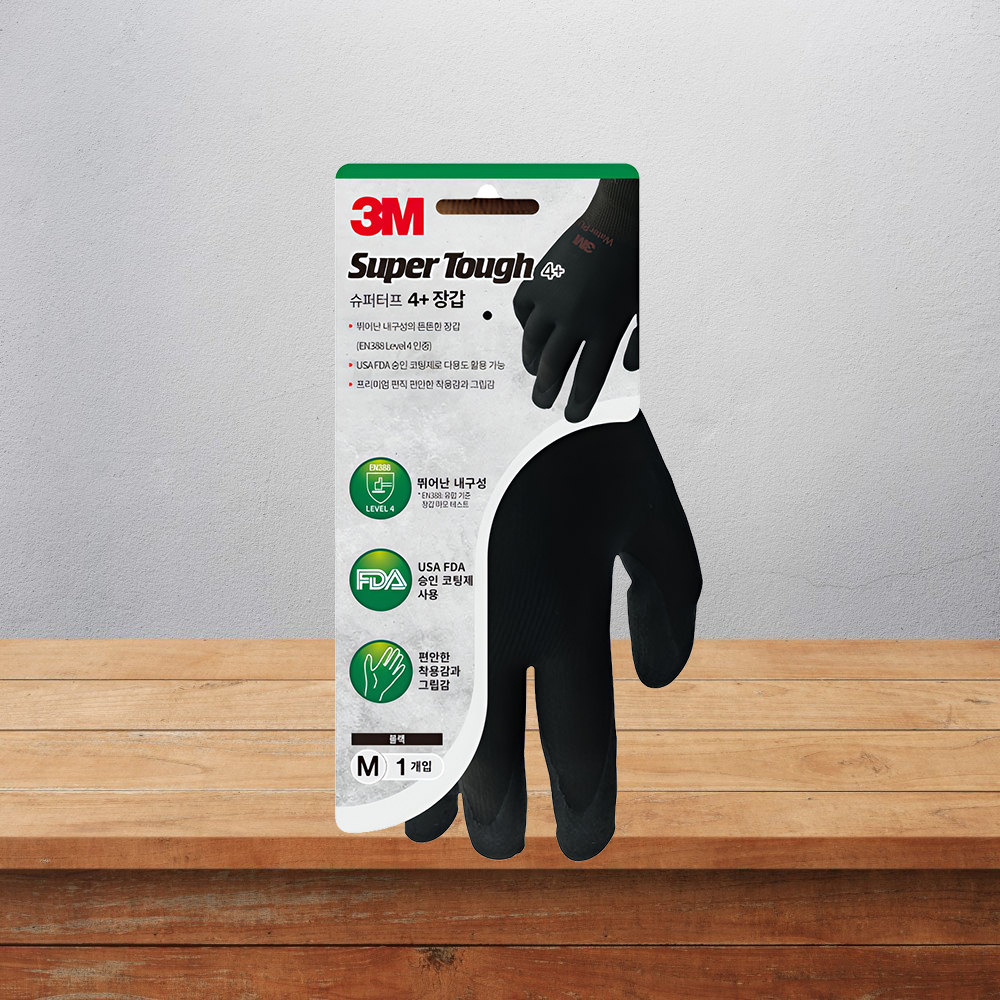 3M
Super Tough 4+
슈퍼터프 4+ 장갑
• 뛰어난 내구성의 튼튼한 장갑
(EN388 Level 4 인증)
• USA FDA 승인 코팅제로 다용도 활용 가능
• 프리미엄 편직 편안한 착용감과 그립감
3M
EN388
LEVEL 4
뛰어난 내구성
* EN388: 유럽 기준
장갑 마모 테스트
FDA
USA FDA
승인 코팅제
사용
편안한
착용감과
그립감
블랙
M 1 개입